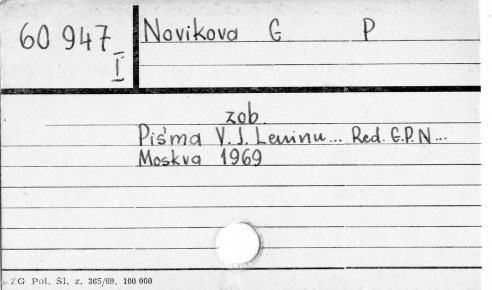 60 947 I
Novikova G P
zob.
Piśma V. I. Leninu... Red. G.P.N...
Moskva 1969
ZG Pol. Śl. z. 365/69, 100 000